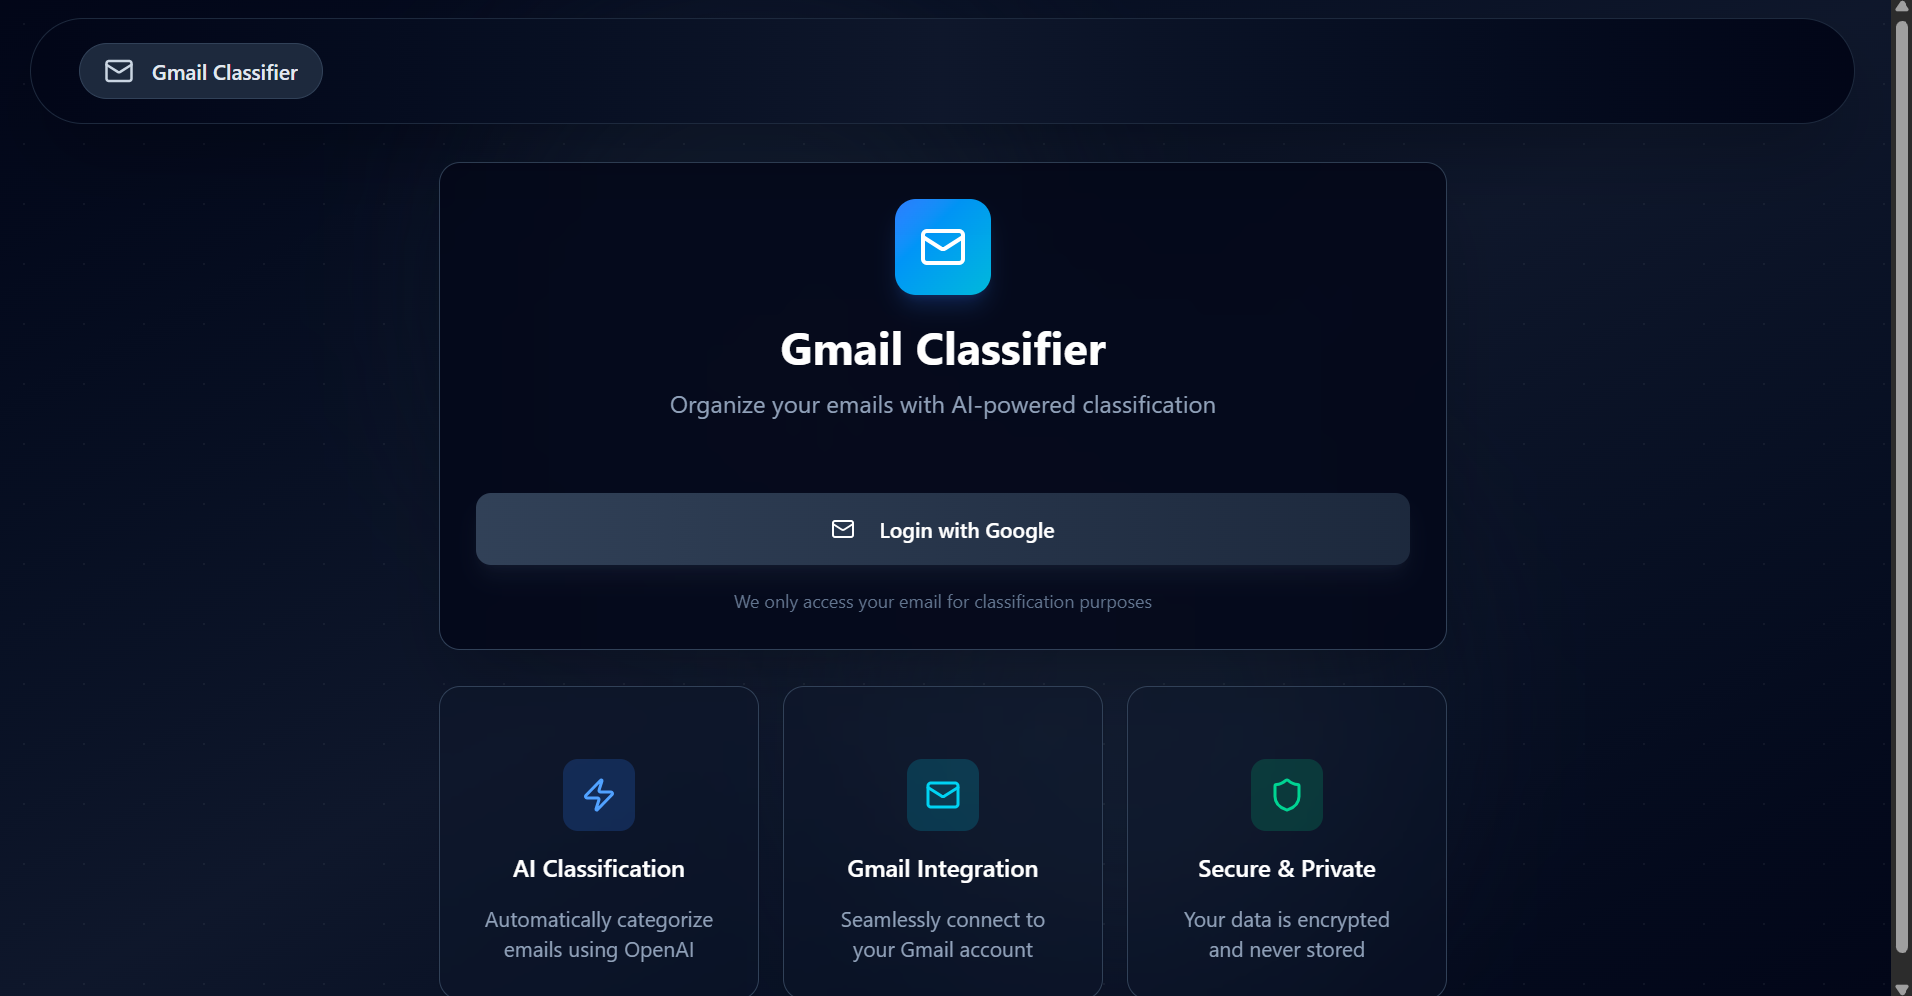 Gmail Classifier
Gmail Classifier
Organize your emails with AI-powered classification
Login with Google
We only access your email for classification purposes
AI Classification
Automatically categorize
emails using OpenAI
Gmail Integration
Seamlessly connect to
your Gmail account
Secure & Private
Your data is encrypted
and never stored